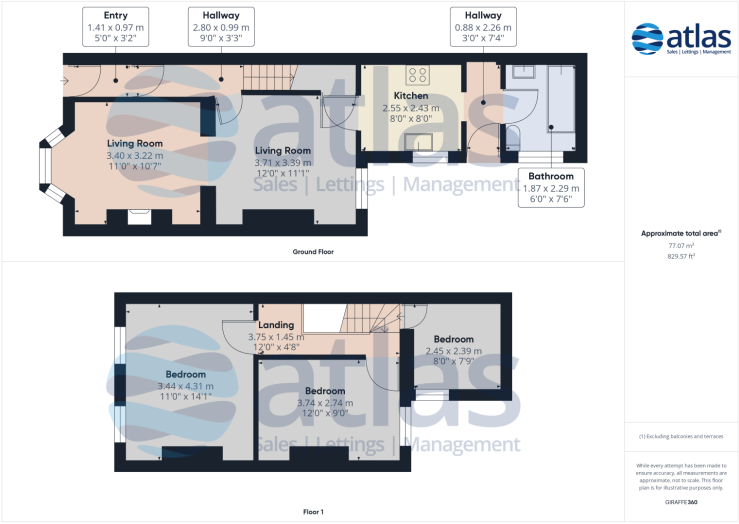 Entry
1.41 x 0.97 m
5'0" x 3'2"
Hallway
2.80 x 0.99 m
9'0" x 3'3"
Hallway
0.88 x 2.26 m
3'0" x 7'4"
Kitchen
2.55 x 2.43 m
8'0" x 8'0"
Living Room
3.40 x 3.22 m
11'0" x 10'7"
Living Room
3.71 x 3.39 m
12'0" x 11'1"
Bathroom
1.87 x 2.29 m
6'0" x 7'6"
atlas
Sales | Lettings | Management
Ground Floor
Landing
3.75 x 1.45 m
12'0" x 4'8"
Bedroom
2.45 x 2.39 m
8'0" x 7'9"
Bedroom
3.44 x 4.31 m
11'0" x 14'1"
Bedroom
3.74 x 2.74 m
12'0" x 9'0"
atlas
Sales | Lettings | Management
Floor 1
atlas
Sales | Lettings | Management
Approximate total area(1)
77.07 m²
829.57 ft²
(1) Excluding balconies and terraces
While every attempt has been made to
ensure accuracy, all measurements are
approximate, not to scale. This floor
plan is for illustrative purposes only.
GIRAFFE360